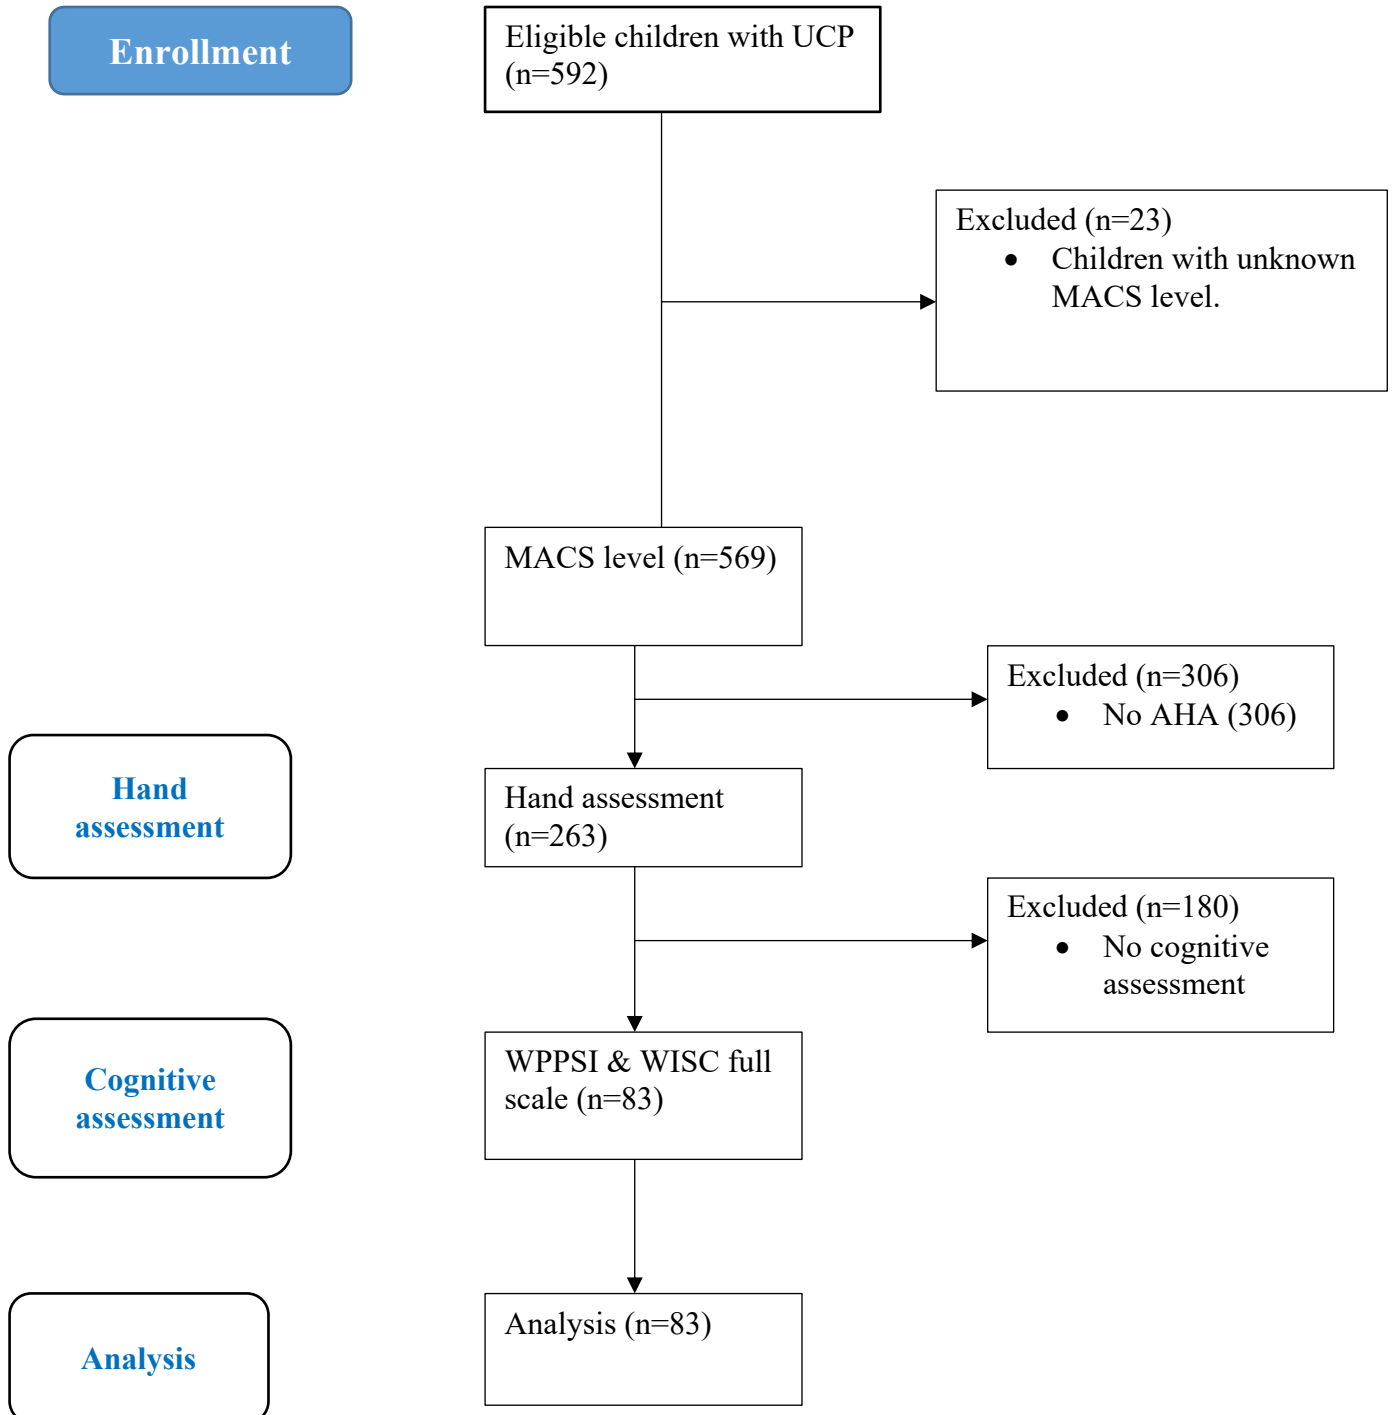 Enrollment
Eligible children with UCP
(n=592)
Excluded (n=23)
• Children with unknown
MACS level.
MACS level (n=569)
Excluded (n=306)
• No AHA (306)
Hand
assessment
Hand assessment
(n=263)
Excluded (n=180)
• No cognitive
assessment
Cognitive
assessment
WPPSI & WISC full
scale (n=83)
Analysis
Analysis (n=83)